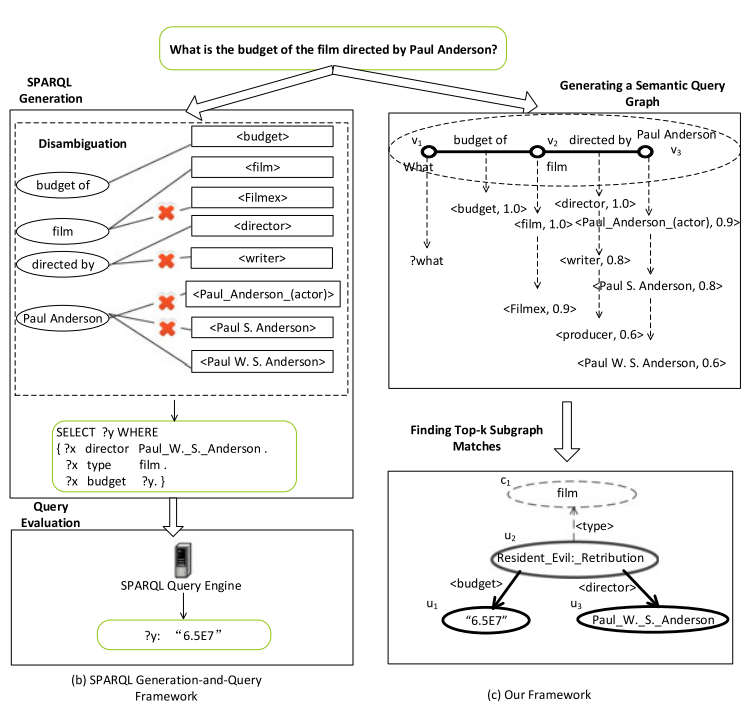 What is the budget of the film directed by Paul Anderson?
SPARQL
Generation
Disambiguation
budget of
film
directed by
Paul Anderson
<budget>
<film>
<Filmex>
<director>
<writer>
<Paul_Anderson_(actor)>
<Paul S. Anderson>
<Paul W. S. Anderson>
SELECT ?y WHERE
{ ?x director Paul_W._S._Anderson .
?x type film .
?x budget ?y. }
Query
Evaluation
SPARQL Query Engine
?y: “6.5E7”
(b) SPARQL Generation-and-Query
Framework
Generating a Semantic Query
Graph
v1 budget of v2 directed by Paul Anderson
v3
What film
<budget, 1.0>
<director, 1.0>
<film, 1.0>
<Paul_Anderson_(actor), 0.9>
?what
<writer, 0.8>
<Paul S. Anderson, 0.8>
<Filmex, 0.9>
<producer, 0.6>
<Paul W. S. Anderson, 0.6>
Finding Top-k Subgraph
Matches
c1
film
<type>
u2
Resident_Evil:_Retribution
<budget>
<director>
u1
“6.5E7”
u3
Paul_W._S._Anderson
(c) Our Framework